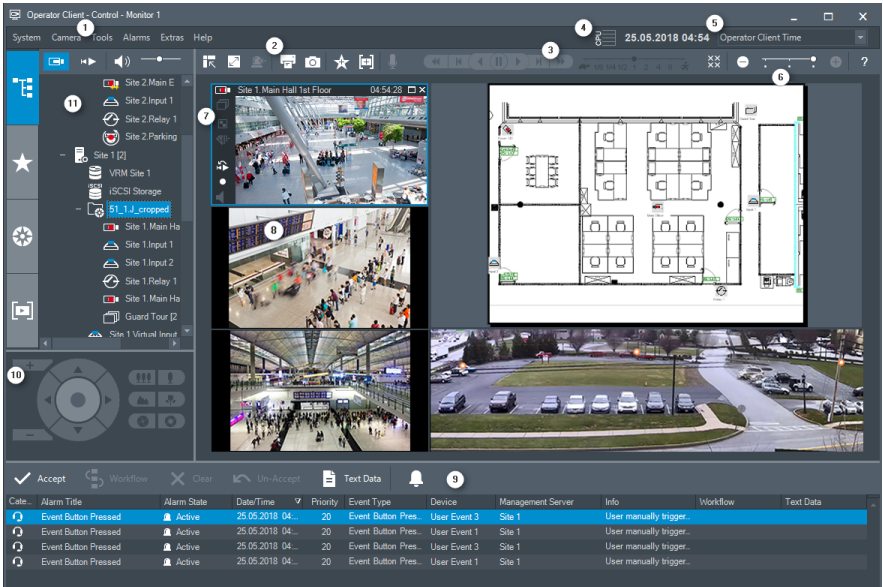 Operator Client - Control - Monitor 1
1
System Camera Tools Alarms Extras Help
4
25.05.2018 04:54
5
Operator Client Time
2
3
6
?
Site 2.Main E
11
Site 2.Input 1
Site 2.Relay 1
Site 2.Parking
Site 1 [2]
VRM Site 1
iSCSI
iSCSI Storage
51_1.J_cropped
Site 1.Main Ha
Site 1.Input 1
Site 1.Input 2
Site 1.Relay 1
Site 1.Main Ha
Guard Tour [2
Site 1.Virtual Input
7
Site 1.Main Hall 1st Floor 04:54:28
8
10
Accept Workflow Clear Un-Accept Text Data
9
Cate... Alarm Title Alarm State Date/Time Priority Event Type Device Management Server Info Workflow Text Data
Event Button Pressed Active 25.05.2018 04:... 20 Event Button Pres... User Event 3 Site 1 User manually trigger...
Event Button Pressed Active 25.05.2018 04:... 20 Event Button Pres... User Event 1 Site 1 User manually trigger...
Event Button Pressed Active 25.05.2018 04:... 20 Event Button Pres... User Event 3 Site 1 User manually trigger...
Event Button Pressed Active 25.05.2018 04:... 20 Event Button Pres... User Event 1 Site 1 User manually trigger...